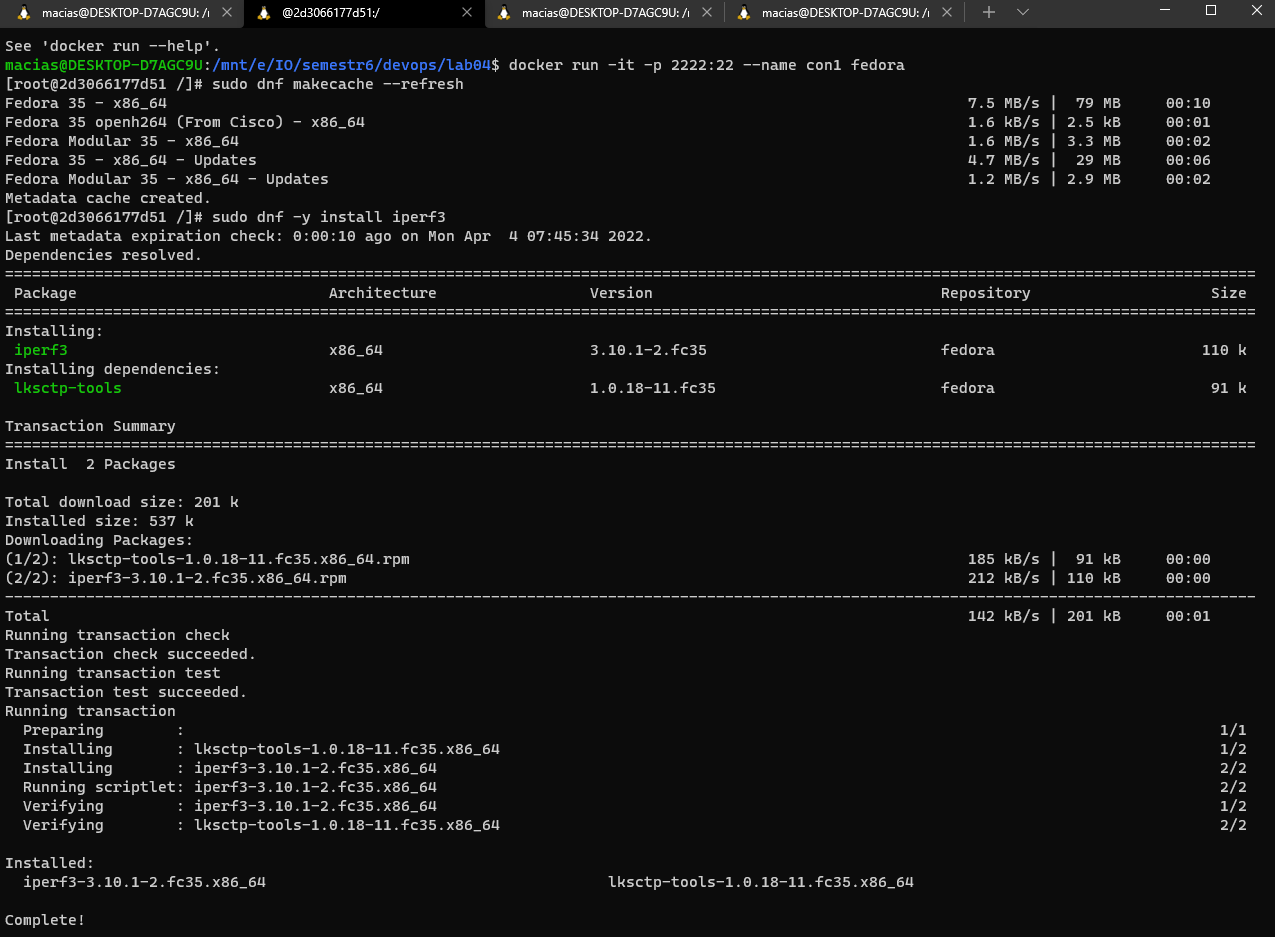 macias@DESKTOP-D7AGC9U: /ı
@2d3066177d51:/
macias@DESKTOP-D7AGC9U: /ı
macias@DESKTOP-D7AGC9U: /ı
See 'docker run --help'.
macias@DESKTOP-D7AGC9U:/mnt/e/IO/semestr6/devops/lab04$ docker run -it -p 2222:22 --name con1 fedora
[root@2d3066177d51 /]# sudo dnf makecache --refresh
Fedora 35 - x86_64 7.5 MB/s | 79 MB 00:10
Fedora 35 openh264 (From Cisco) - x86_64 1.6 kB/s | 2.5 kB 00:01
Fedora Modular 35 - x86_64 1.6 MB/s | 3.3 MB 00:02
Fedora 35 - x86_64 - Updates 4.7 MB/s | 29 MB 00:06
Fedora Modular 35 - x86_64 - Updates 1.2 MB/s | 2.9 MB 00:02
Metadata cache created.
[root@2d3066177d51 /]# sudo dnf -y install iperf3
Last metadata expiration check: 0:00:10 ago on Mon Apr  4 07:45:34 2022.
Dependencies resolved.
Package Architecture Version Repository Size
Installing:
iperf3 x86_64 3.10.1-2.fc35 fedora 110 k
Installing dependencies:
lksctp-tools x86_64 1.0.18-11.fc35 fedora 91 k
Transaction Summary
Install  2 Packages
Total download size: 201 k
Installed size: 537 k
Downloading Packages:
(1/2): lksctp-tools-1.0.18-11.fc35.x86_64.rpm 185 kB/s | 91 kB 00:00
(2/2): iperf3-3.10.1-2.fc35.x86_64.rpm 212 kB/s | 110 kB 00:00
Total 142 kB/s | 201 kB 00:01
Running transaction check
Transaction check succeeded.
Running transaction test
Transaction test succeeded.
Running transaction
Preparing : 1/1
Installing : lksctp-tools-1.0.18-11.fc35.x86_64 1/2
Installing : iperf3-3.10.1-2.fc35.x86_64 2/2
Running scriptlet: iperf3-3.10.1-2.fc35.x86_64 2/2
Verifying : iperf3-3.10.1-2.fc35.x86_64 1/2
Verifying : lksctp-tools-1.0.18-11.fc35.x86_64 2/2
Installed:
iperf3-3.10.1-2.fc35.x86_64 lksctp-tools-1.0.18-11.fc35.x86_64
Complete!